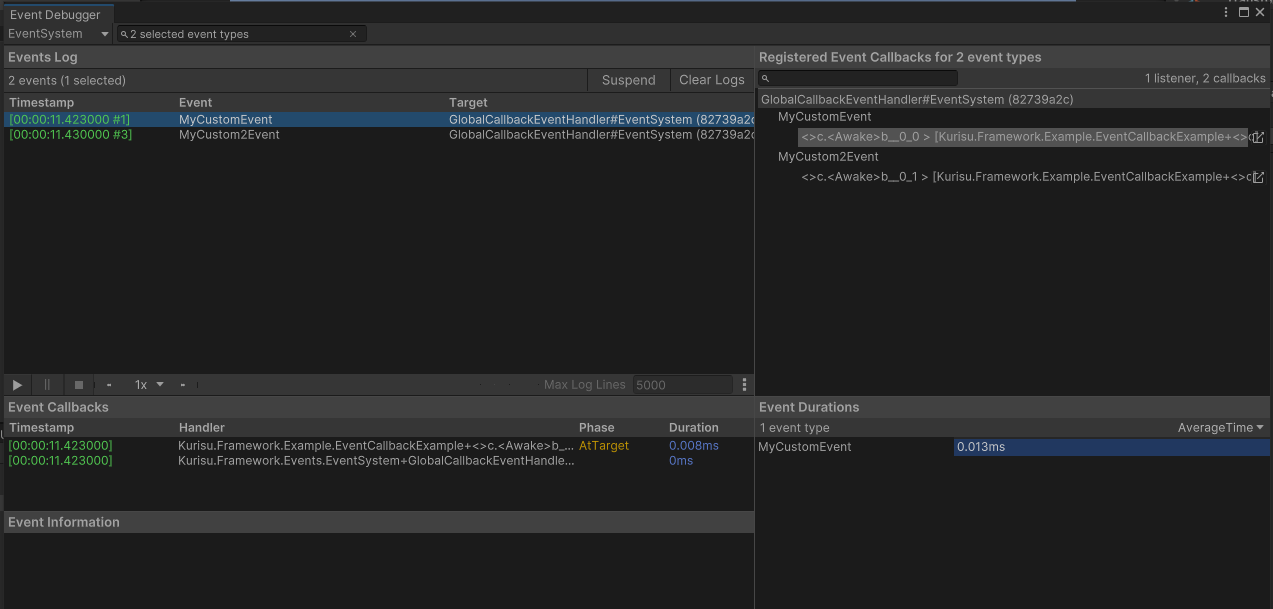 Event Debugger
EventSystem
2 selected event types
Events Log
2 events (1 selected)
Suspend
Clear Logs
Timestamp Event Target
[00:00:11.423000 #1] MyCustomEvent GlobalCallbackEventHandler#EventSystem (82739a2c
[00:00:11.430000 #3] MyCustom2Event GlobalCallbackEventHandler#EventSystem (82739a2c
1x
Max Log Lines 5000
Event Callbacks
Timestamp Handler Phase Duration
[00:00:11.423000] Kurisu.Framework.Example.EventCallbackExample+<>c.<Awake>b_... AtTarget 0.008ms
[00:00:11.423000] Kurisu.Framework.Events.EventSystem+GlobalCallbackEventHandle... 0ms
Event Information
Registered Event Callbacks for 2 event types
1 listener, 2 callbacks
GlobalCallbackEventHandler#EventSystem (82739a2c)
MyCustomEvent
<>c.<Awake>b__0_0 > [Kurisu.Framework.Example.EventCallbackExample+<>c
MyCustom2Event
<>c.<Awake>b__0_1 > [Kurisu.Framework.Example.EventCallbackExample+<>c
Event Durations
1 event type
AverageTime
MyCustomEvent 0.013ms